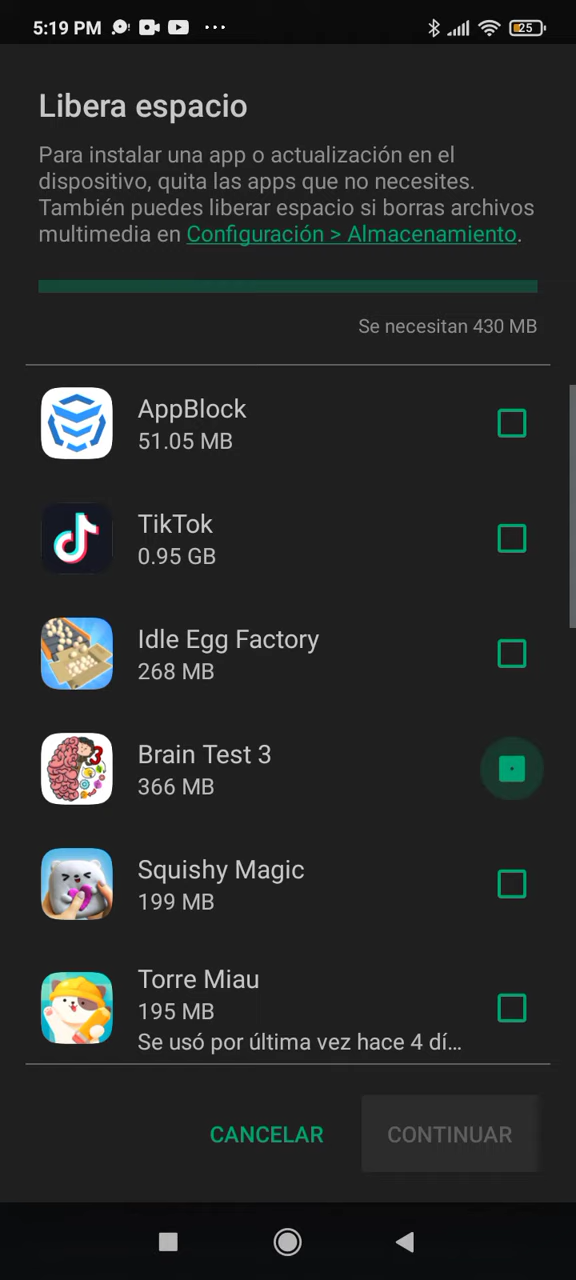 5:19 PM
25
Libera espacio
Para instalar una app o actualización en el
dispositivo, quita las apps que no necesites.
También puedes liberar espacio si borras archivos
multimedia en Configuración > Almacenamiento.
Se necesitan 430 MB
AppBlock
51.05 MB
TikTok
0.95 GB
Idle Egg Factory
268 MB
3
Brain Test 3
366 MB
Squishy Magic
199 MB
Torre Miau
195 MB
Se usó por última vez hace 4 dí...
CANCELAR
CONTINUAR